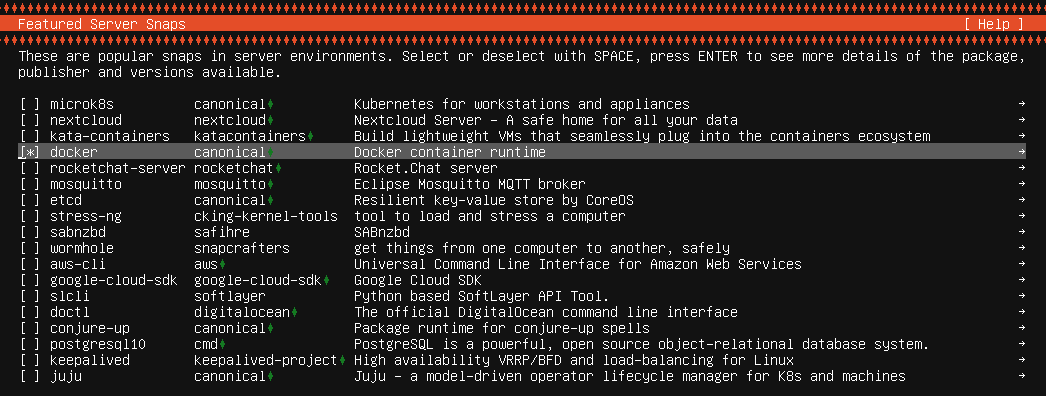 Featured Server Snaps [ Help ]
These are popular snaps in server environments. Select or deselect with SPACE, press ENTER to see more details of the package,
publisher and versions available.
[ ] microk8s canonical♦ Kubernetes for workstations and appliances →
[ ] nextcloud nextcloud♦ Nextcloud Server – A safe home for all your data →
[ ] kata-containers katacontainers♦ Build lightweight VMs that seamlessly plug into the containers ecosystem →
[*] docker canonical♦ Docker container runtime →
[ ] rocketchat-server rocketchat♦ Rocket.Chat server →
[ ] mosquitto mosquitto♦ Eclipse Mosquitto MQTT broker →
[ ] etcd canonical♦ Resilient key-value store by CoreOS →
[ ] stress-ng cking-kernel-tools tool to load and stress a computer →
[ ] sabnzbd safihre SABnzbd →
[ ] wormhole snapcrafters get things from one computer to another, safely →
[ ] aws-cli aws♦ Universal Command Line Interface for Amazon Web Services →
[ ] google-cloud-sdk google-cloud-sdk♦ Google Cloud SDK →
[ ] slcli softlayer Python based SoftLayer API Tool. →
[ ] doctl digitalocean♦ The official DigitalOcean command line interface →
[ ] conjure-up canonical♦ Package runtime for conjure-up spells →
[ ] postgresql10 cmd♦ PostgreSQL is a powerful, open source object-relational database system. →
[ ] keepalived keepalived-project♦ High availability VRRP/BFD and load-balancing for Linux →
[ ] juju canonical♦ Juju – a model-driven operator lifecycle manager for K8s and machines →